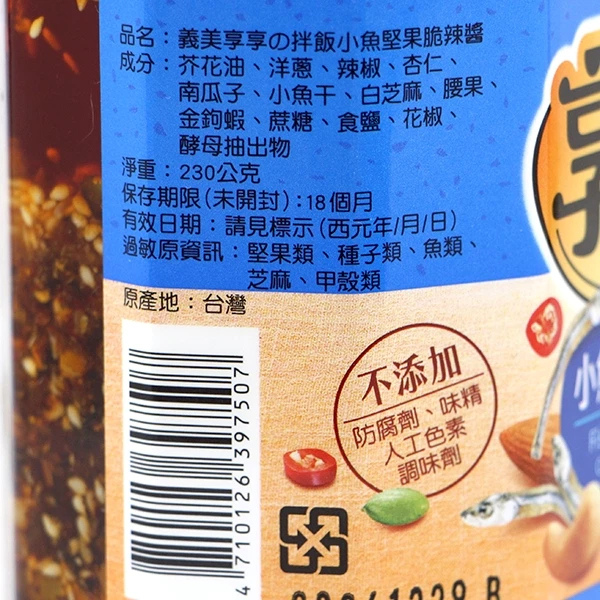 品名：義美享享の拌飯小魚堅果脆辣醬
成分：芥花油、洋蔥、辣椒、杏仁、
南瓜子、小魚干、白芝麻、腰果、
金鉤蝦、蔗糖、食鹽、花椒、
酵母抽出物
淨重：230公克
保存期限(未開封)：18個月
有效日期：請見標示(西元年/月/日)
過敏原資訊：堅果類、種子類、魚類、
芝麻、甲殼類
原產地：台灣
4 710126 397507
不添加
防腐劑、味精
人工色素
調味劑
小